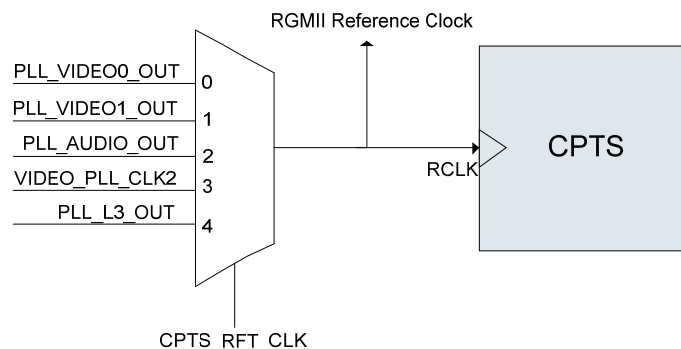 RGMII Reference Clock
PLL_VIDEO0_OUT
0
PLL_VIDEO1_OUT
1
PLL_AUDIO_OUT
2
VIDEO_PLL_CLK2
3
PLL_L3_OUT
4
RCLK
CPTS
CPTS_RFT_CLK